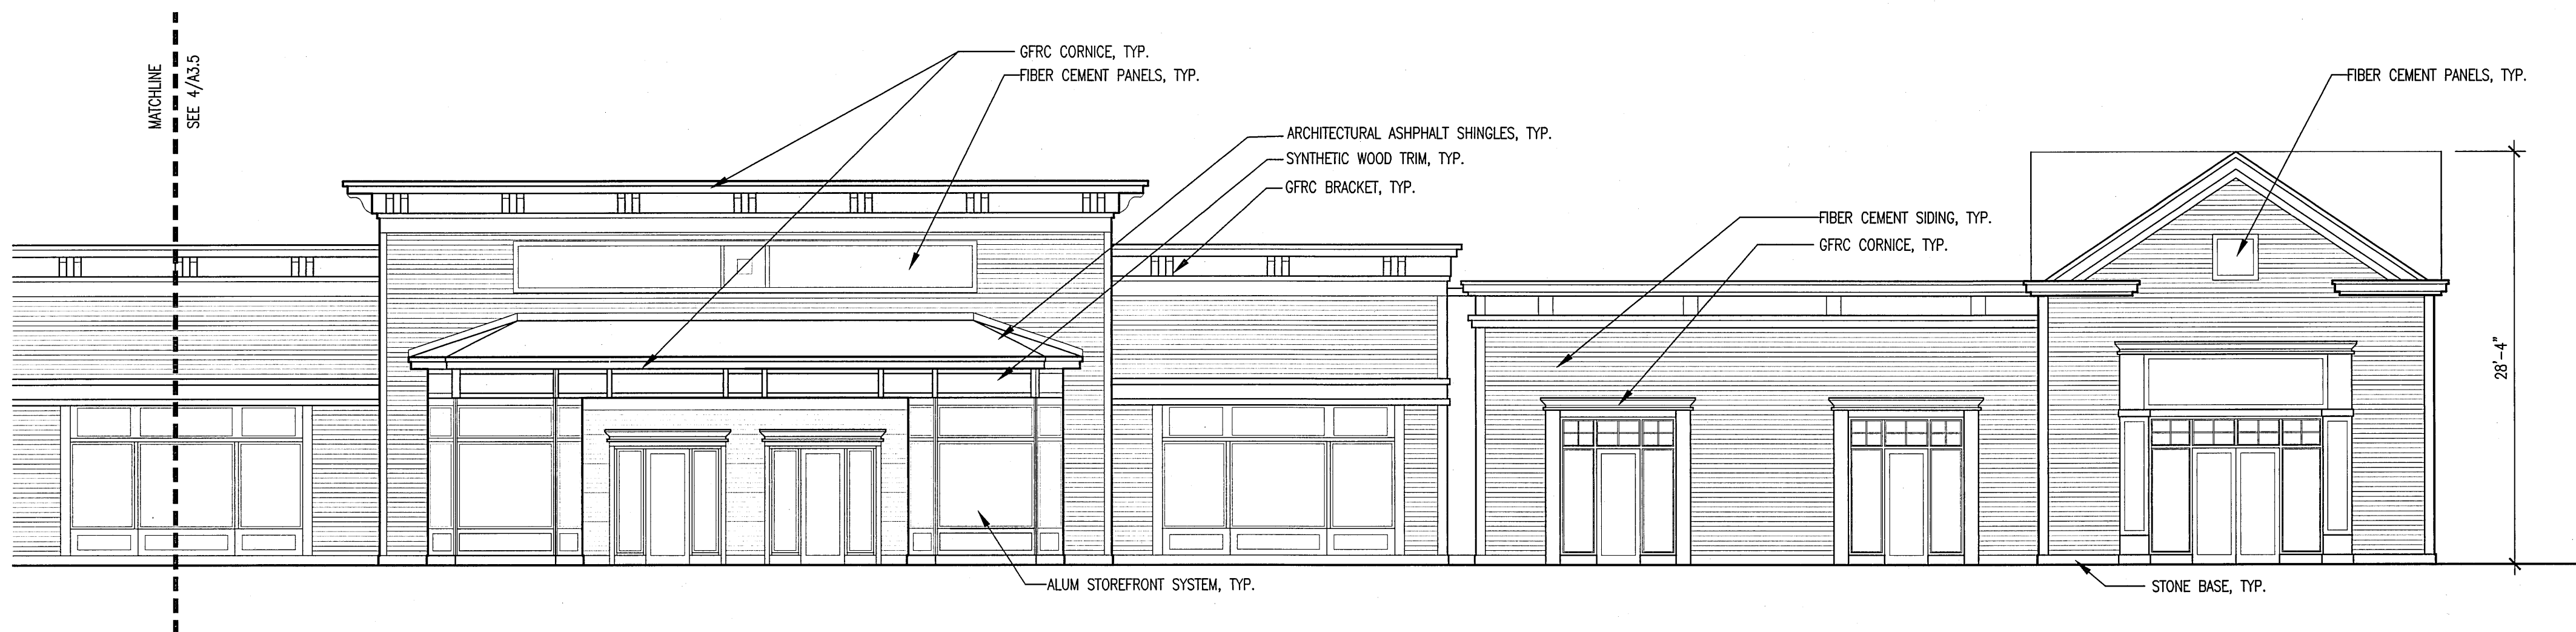 MATCHLINE
SEE 4/A3.5
GFRC CORNICE, TYP.
FIBER CEMENT PANELS, TYP.
ARCHITECTURAL ASHPHALT SHINGLES, TYP.
SYNTHETIC WOOD TRIM, TYP.
GFRC BRACKET, TYP.
FIBER CEMENT SIDING, TYP.
GFRC CORNICE, TYP.
FIBER CEMENT PANELS, TYP.
28'-4"
ALUM STOREFRONT SYSTEM, TYP.
STONE BASE, TYP.